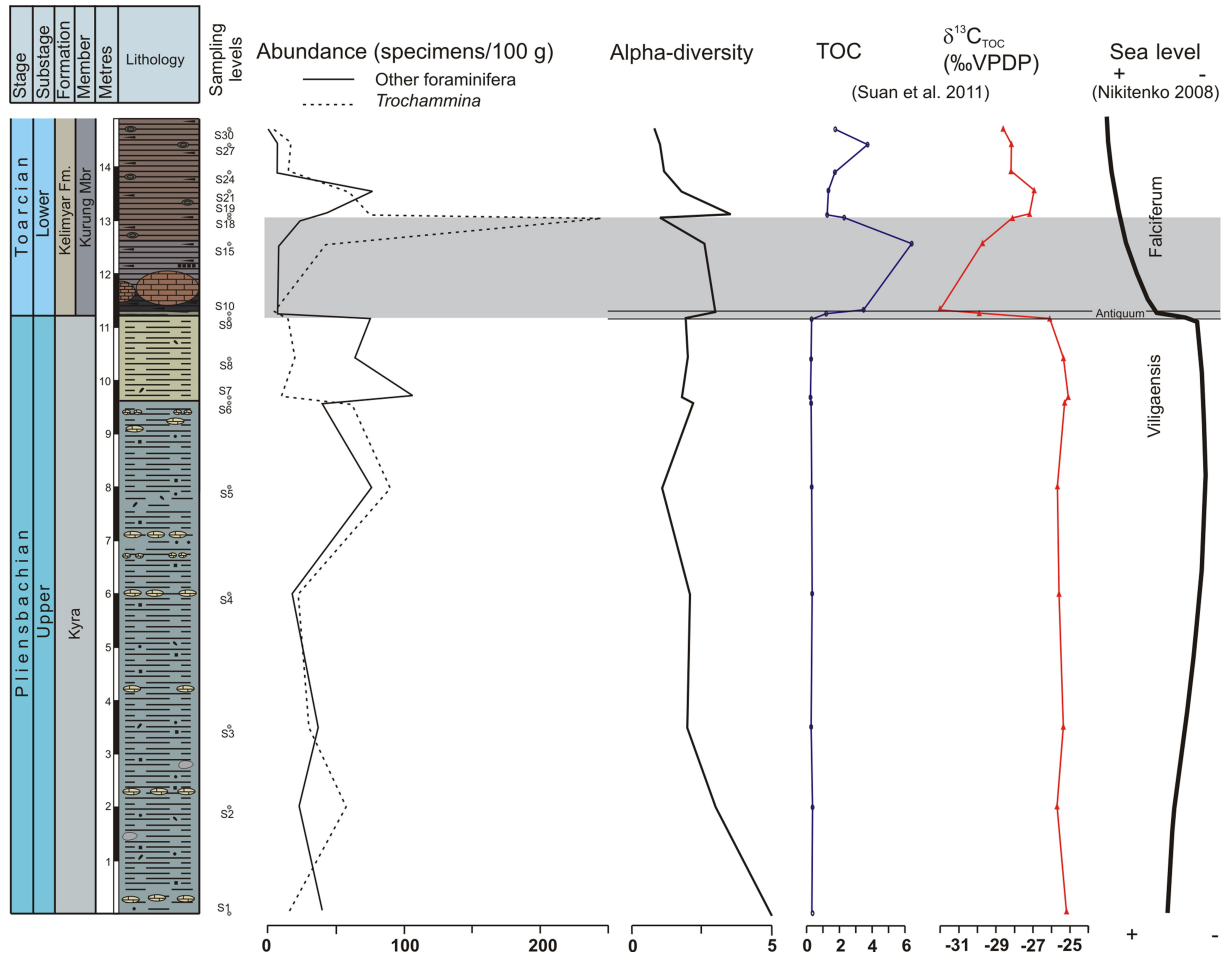 Stage
Substage
Formation
Member
Metres
Lithology
Sampling
levels
Abundance (specimens/100 g)
Other foraminifera
Trochammina
Alpha-diversity
TOC
δ¹³C_TOC
(‰VPDP)
(Suan et al. 2011)
Sea level
+ -
(Nikitenko 2008)
Toarcian
Lower
Kelimyar Fm.
Kurung Mbr
Pliensbachian
Upper
Kyra
14
13
12
11
10
9
8
7
6
5
4
3
2
1
S30
S27
S24
S21
S19
S18
S15
S10
S9
S8
S7
S6
S5
S4
S3
S2
S1
Falciferum
Antiquum
Viligaensis
0 100 200
0 5
0 2 4 6
-31 -29 -27 -25
+ -